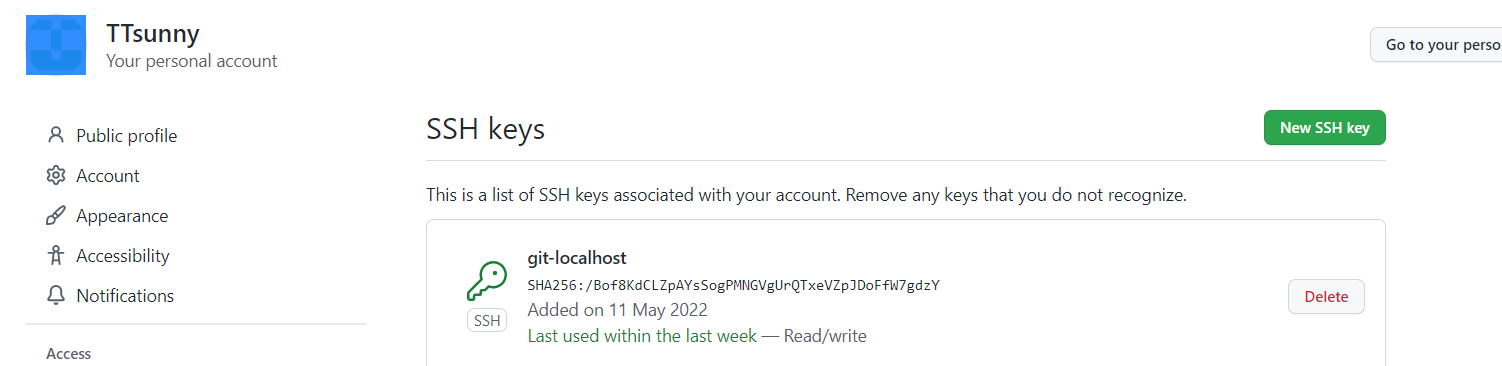 TTsunny
Your personal account
Go to your perso
Public profile
Account
Appearance
Accessibility
Notifications
Access
SSH keys
New SSH key
This is a list of SSH keys associated with your account. Remove any keys that you do not recognize.
git-localhost
SHA256:/Bof8KdCLZpAYsSogPMNGVgUrQTxeVZpJDoFfW7gdzY
Added on 11 May 2022
Last used within the last week — Read/write
SSH
Delete